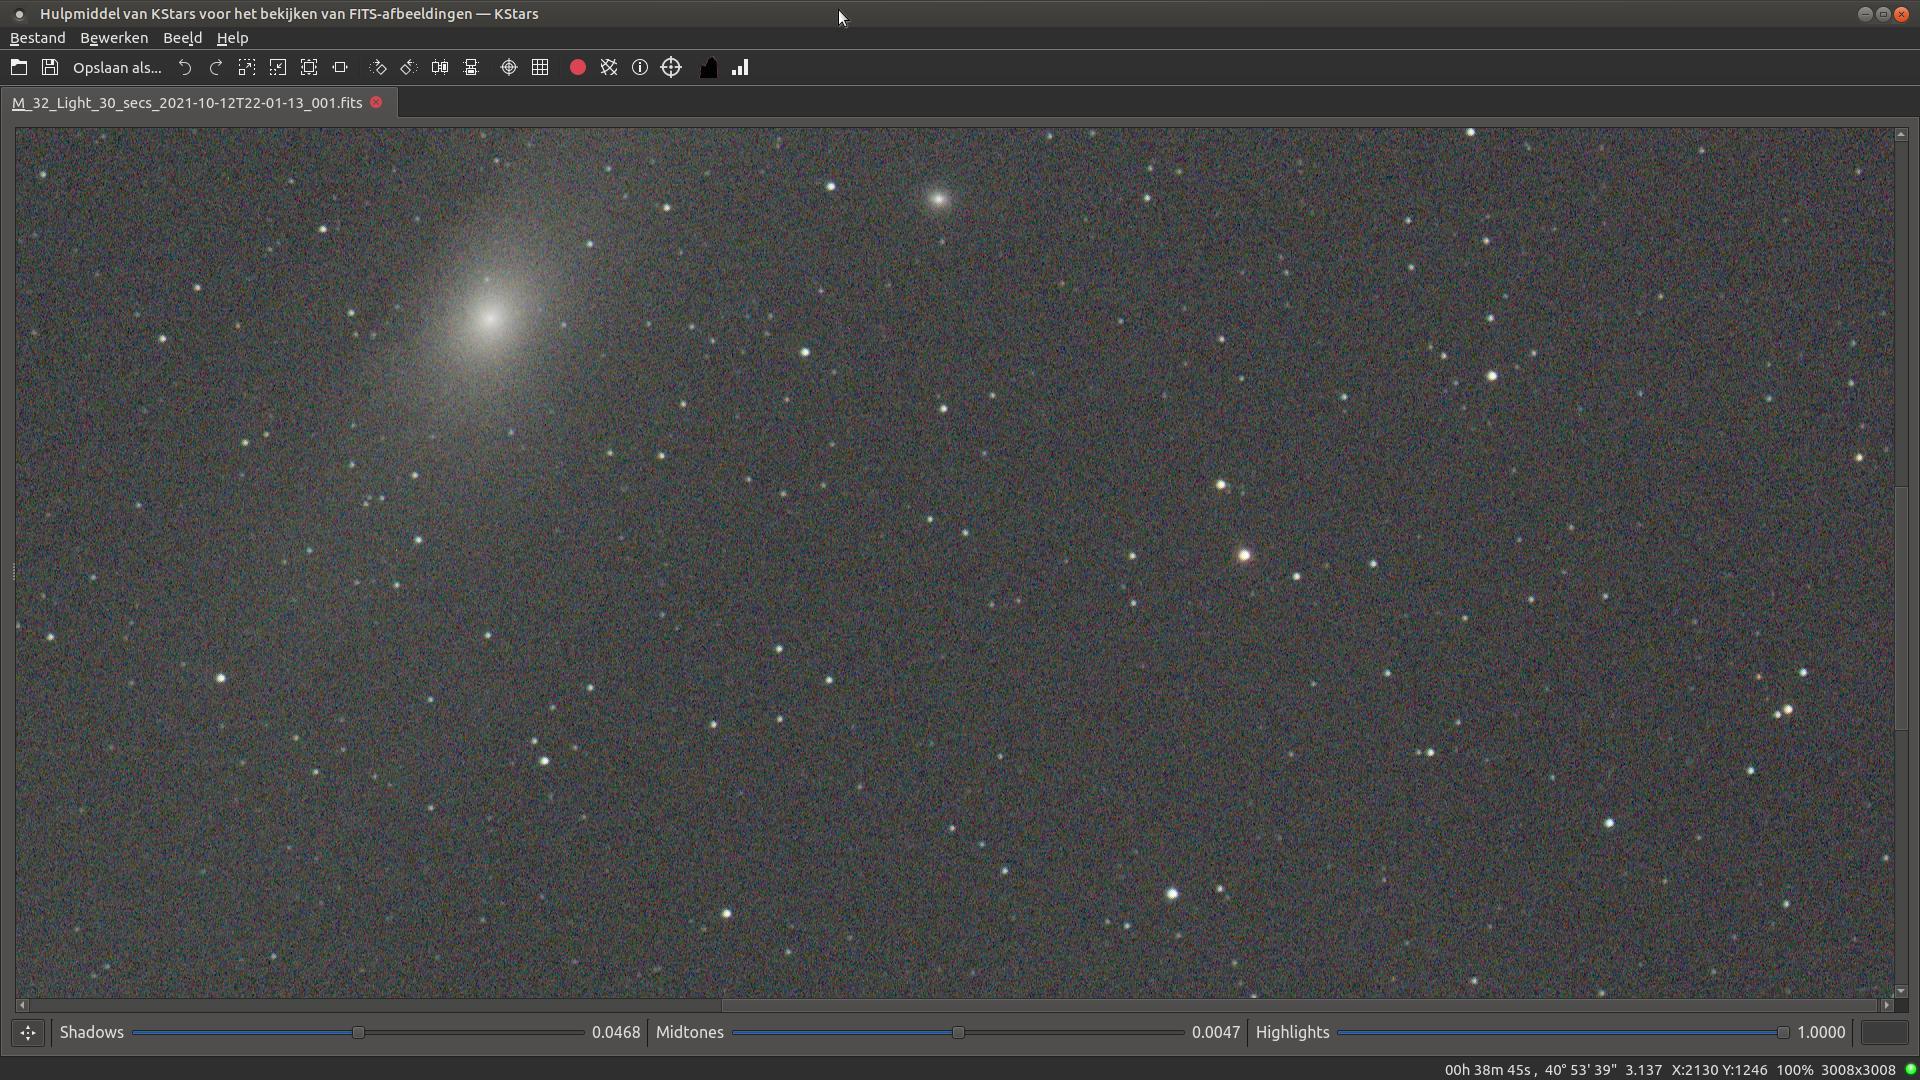 Hulpmiddel van KStars voor het bekijken van FITS-afbeeldingen — KStars
Bestand Bewerken Beeld Help
Opslaan als...
M_32_Light_30_secs_2021-10-12T22-01-13_001.fits
Shadows 0.0468 Midtones 0.0047 Highlights 1.0000
00h 38m 45s , 40° 53' 39" 3.137 X:2130 Y:1246 100% 3008x3008